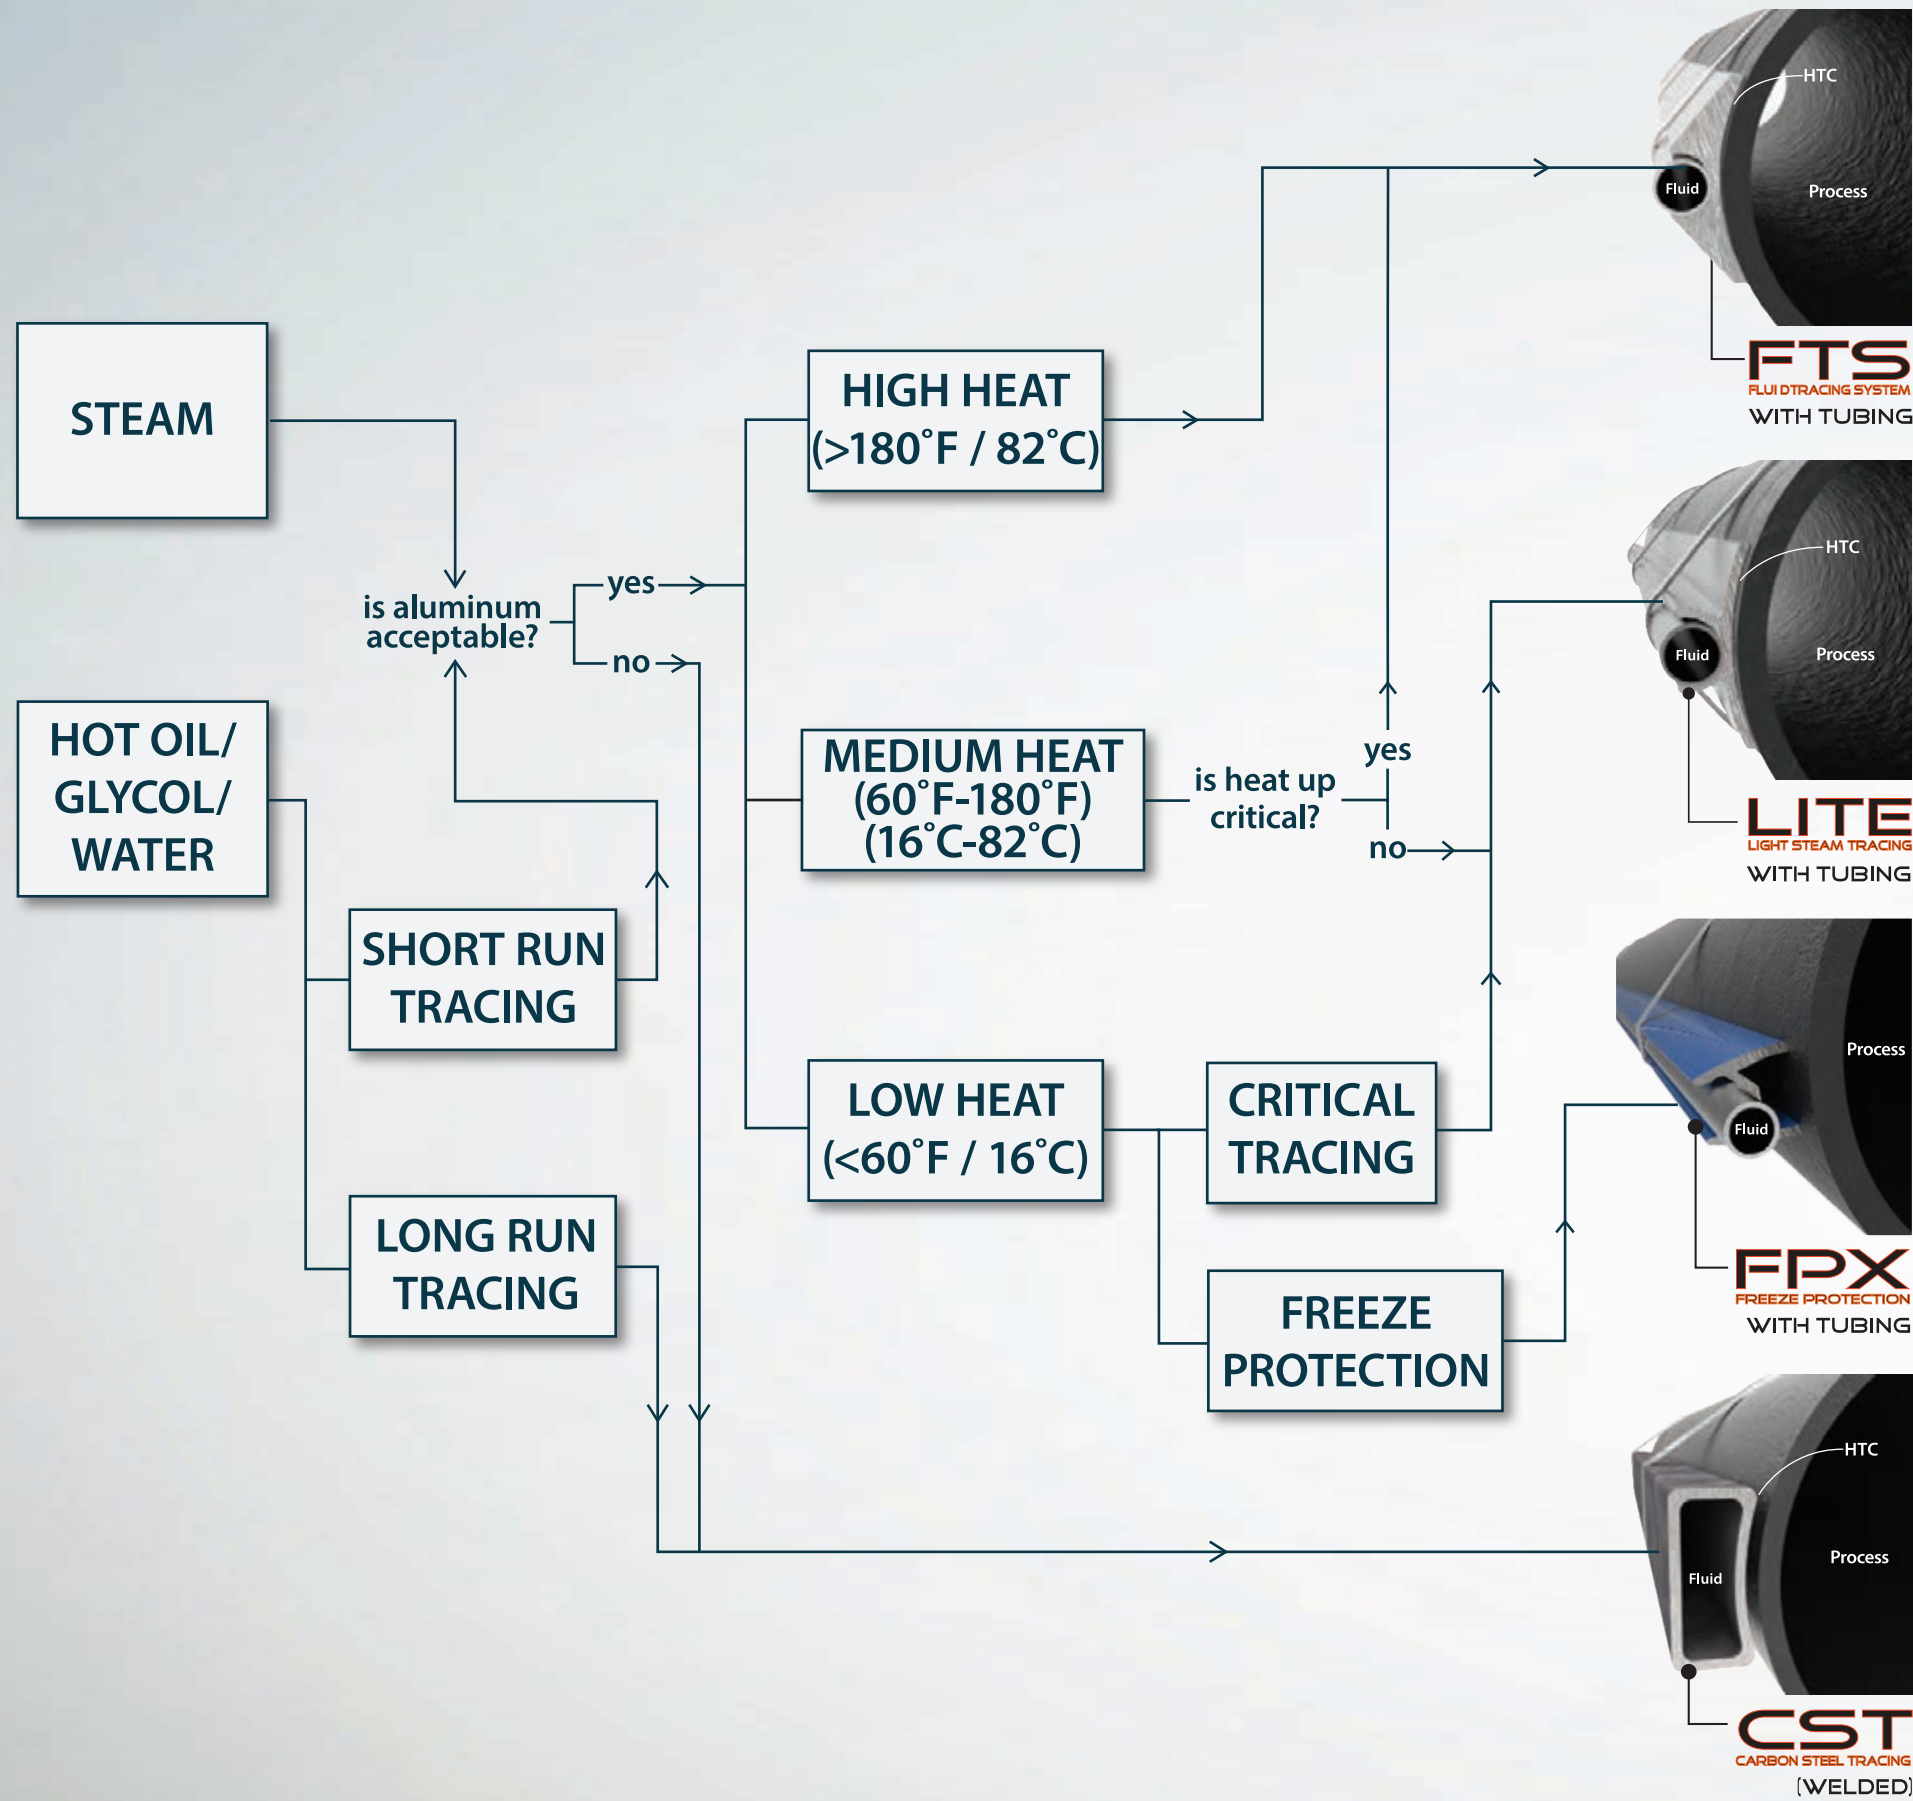 STEAM
HOT OIL/
GLYCOL/
WATER
is aluminum
acceptable?
yes
no
SHORT RUN
TRACING
LONG RUN
TRACING
HIGH HEAT
(>180˚F / 82˚C)
MEDIUM HEAT
(60˚F-180˚F)
(16˚C-82˚C)
is heat up
critical?
yes
no
LOW HEAT
(<60˚F / 16˚C)
CRITICAL
TRACING
FREEZE
PROTECTION
HTC
Fluid
Process
FTS
FLUI DTRACING SYSTEM
WITH TUBING
HTC
Fluid
Process
LITE
LIGHT STEAM TRACING
WITH TUBING
Process
Fluid
FPX
FREEZE PROTECTION
WITH TUBING
HTC
Process
Fluid
CST
CARBON STEEL TRACING
(WELDED)